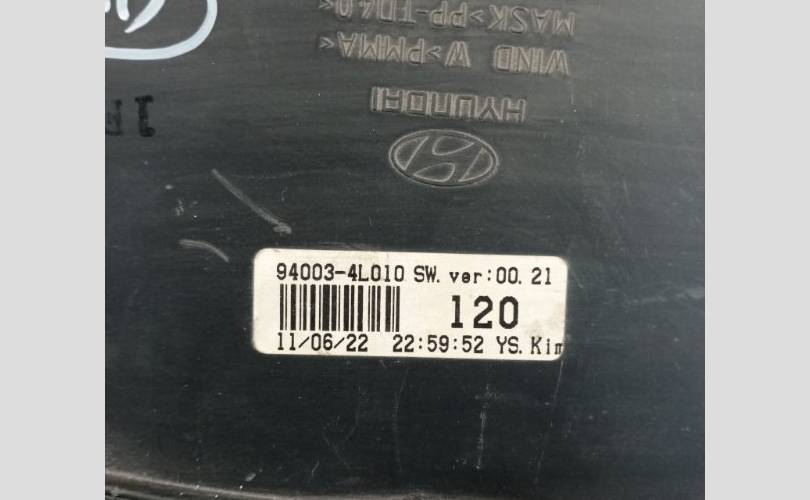 HYUNDAI
WIND W>PMMA<
MASK>PP-TD40<
94003-4L010 SW. ver:00. 21
120
11/06/22 22:59:52 YS. Kim